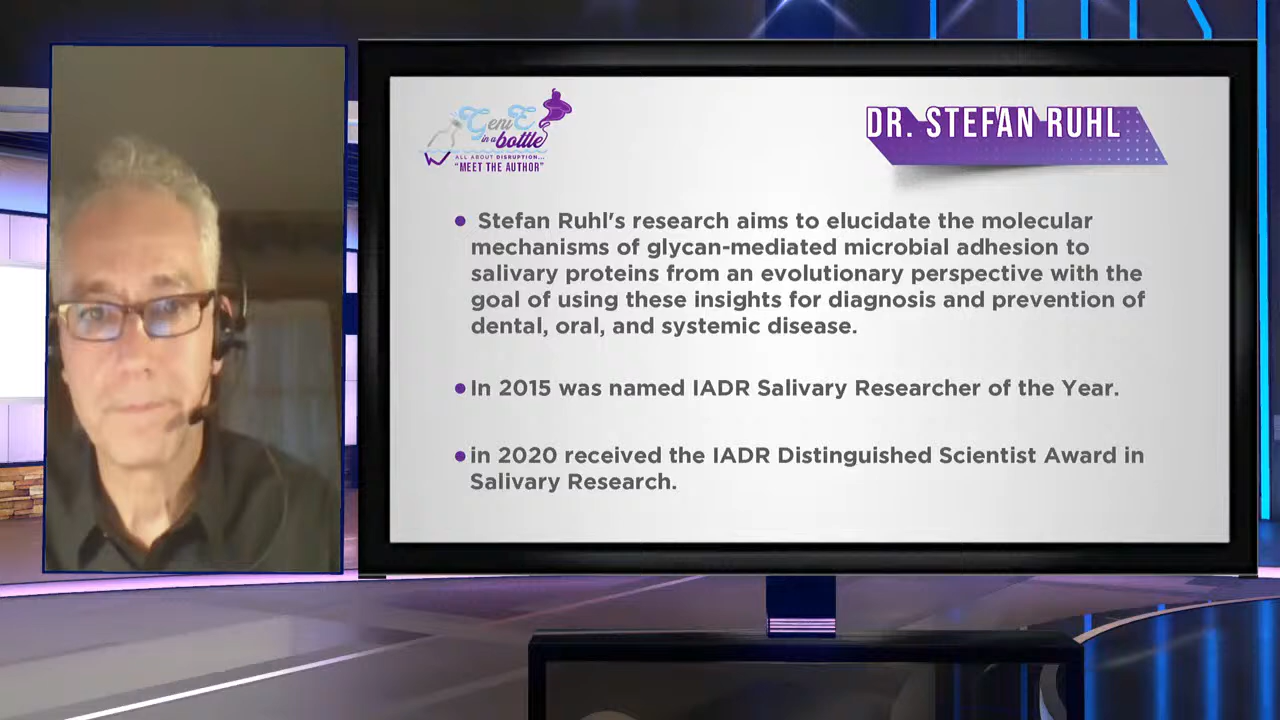 GeniE
in a bottle
ALL ABOUT DISRUPTION...
"MEET THE AUTHOR"
DR. STEFAN RUHL
• Stefan Ruhl's research aims to elucidate the molecular
mechanisms of glycan-mediated microbial adhesion to
salivary proteins from an evolutionary perspective with the
goal of using these insights for diagnosis and prevention of
dental, oral, and systemic disease.
• In 2015 was named IADR Salivary Researcher of the Year.
• in 2020 received the IADR Distinguished Scientist Award in
Salivary Research.